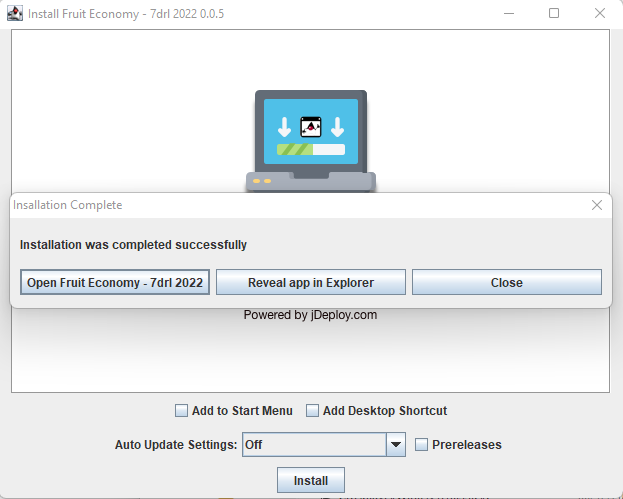 Install Fruit Economy - 7drl 2022 0.0.5
Insallation Complete
Installation was completed successfully
Open Fruit Economy - 7drl 2022
Reveal app in Explorer
Close
Powered by jDeploy.com
Add to Start Menu
Add Desktop Shortcut
Auto Update Settings:
Off
Prereleases
Install